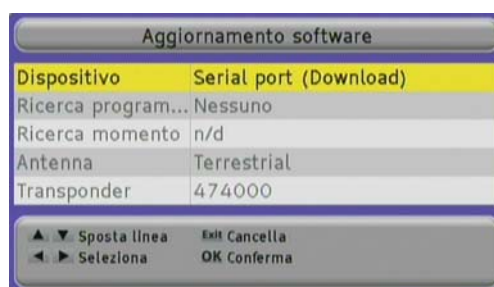 Aggiornamento software
Dispositivo Serial port (Download)
Ricerca program... Nessuno
Ricerca momento n/d
Antenna Terrestrial
Transponder 474000
▲ ▼ Sposta linea Exit Cancella
◄ ► Seleziona OK Conferma